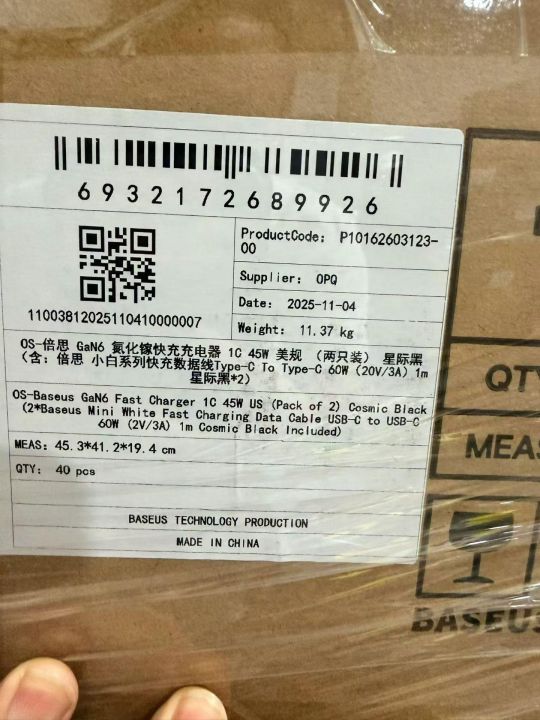 6932172689926
ProductCode: P10162603123-
00
Supplier: OPQ
Date: 2025-11-04
Weight: 11.37 kg
11003812025110410000007
OS-倍思 GaN6 氮化镓快充充电器 1C 45W 美规 （两只装） 星际黑
（含：倍思 小白系列快充数据线Type-C To Type-C 60W (20V/3A) 1m
星际黑*2）
OS-Baseus GaN6 Fast Charger 1C 45W US (Pack of 2) Cosmic Black
(2*Baseus Mini White Fast Charging Data Cable USB-C to USB-C
60W (2V/3A) 1m Cosmic Black Included)
MEAS: 45.3*41.2*19.4 cm
QTY: 40 pcs
BASEUS TECHNOLOGY PRODUCTION
MADE IN CHINA
QTY
MEAS
BASEUS